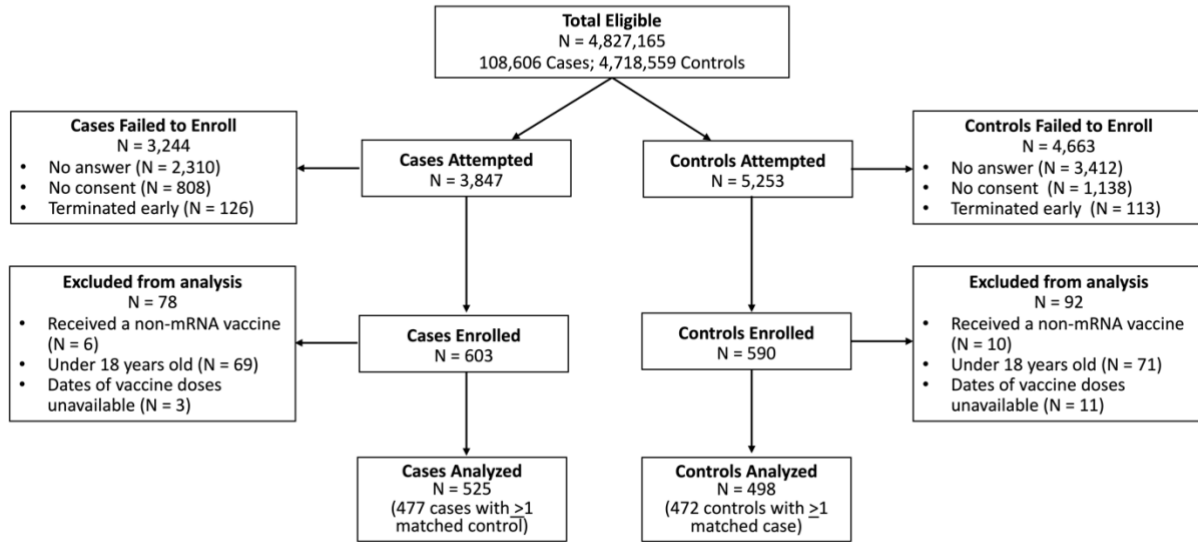 Total Eligible
N = 4,827,165
108,606 Cases; 4,718,559 Controls
Cases Failed to Enroll
N = 3,244
• No answer (N = 2,310)
• No consent (N = 808)
• Terminated early (N = 126)
Cases Attempted
N = 3,847
Controls Attempted
N = 5,253
Controls Failed to Enroll
N = 4,663
• No answer (N = 3,412)
• No consent (N = 1,138)
• Terminated early (N = 113)
Excluded from analysis
N = 78
• Received a non-mRNA vaccine
(N = 6)
• Under 18 years old (N = 69)
• Dates of vaccine doses
unavailable (N = 3)
Cases Enrolled
N = 603
Controls Enrolled
N = 590
Excluded from analysis
N = 92
• Received a non-mRNA vaccine
(N = 10)
• Under 18 years old (N = 71)
• Dates of vaccine doses
unavailable (N = 11)
Cases Analyzed
N = 525
(477 cases with ≥1
matched control)
Controls Analyzed
N = 498
(472 controls with ≥1
matched case)